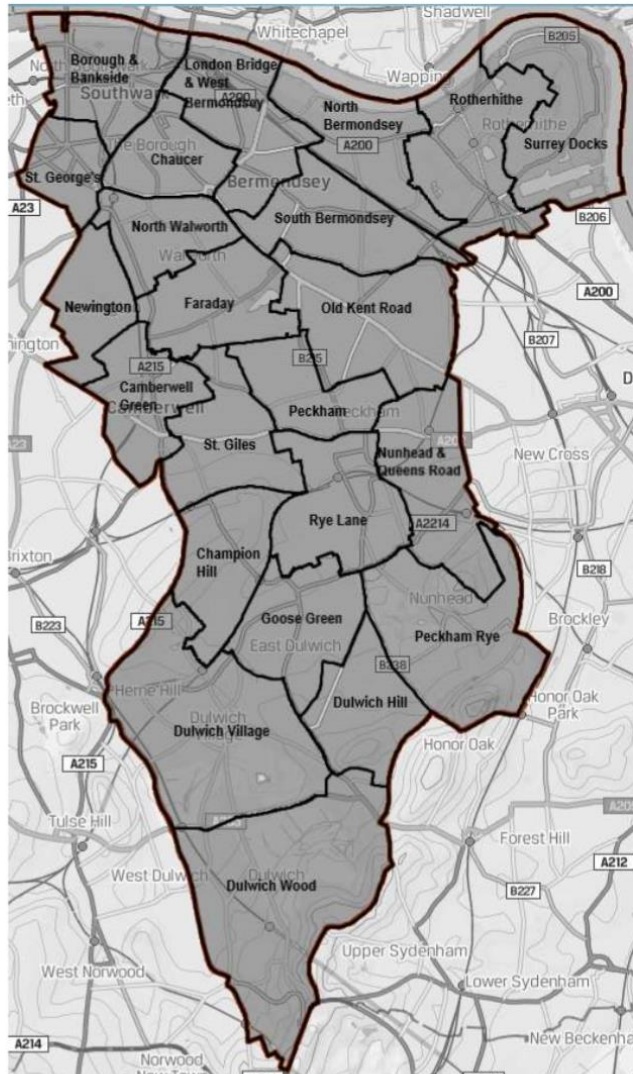 Shadwell
Whitechapel
B205
Borough &
Bankside
London Bridge
& West
Bermondsey
Wapping
Rotherhithe
Southwark
A200
North
Bermondsey
Rotherhithe
The Borough
Chaucer
A200
Surrey Docks
St. George's
Bermondsey
A23
South Bermondsey
B206
North Walworth
Walworth
A200
Newington
Faraday
Old Kent Road
B207
A215
B215
Camberwell
Green
Camberwell
Peckham
Peckham
St. Giles
A23
Nunhead &
Queens Road
New Cross
Rye Lane
A2214
Champion
Hill
Brixton
B218
Nunhead
Goose Green
A215
East Dulwich
Peckham Rye
Brockley
B223
B238
Herne Hill
Dulwich Hill
Honor Oak
Park
Brockwell
Park
Dulwich Village
Dulwich
Village
Honor Oak
A215
Tulse Hill
Forest Hill
A212
West Dulwich
Dulwich
Dulwich Wood
B227
Upper Sydenham
West Norwood
Lower Sydenham
New Beckenha
A214
Norwood